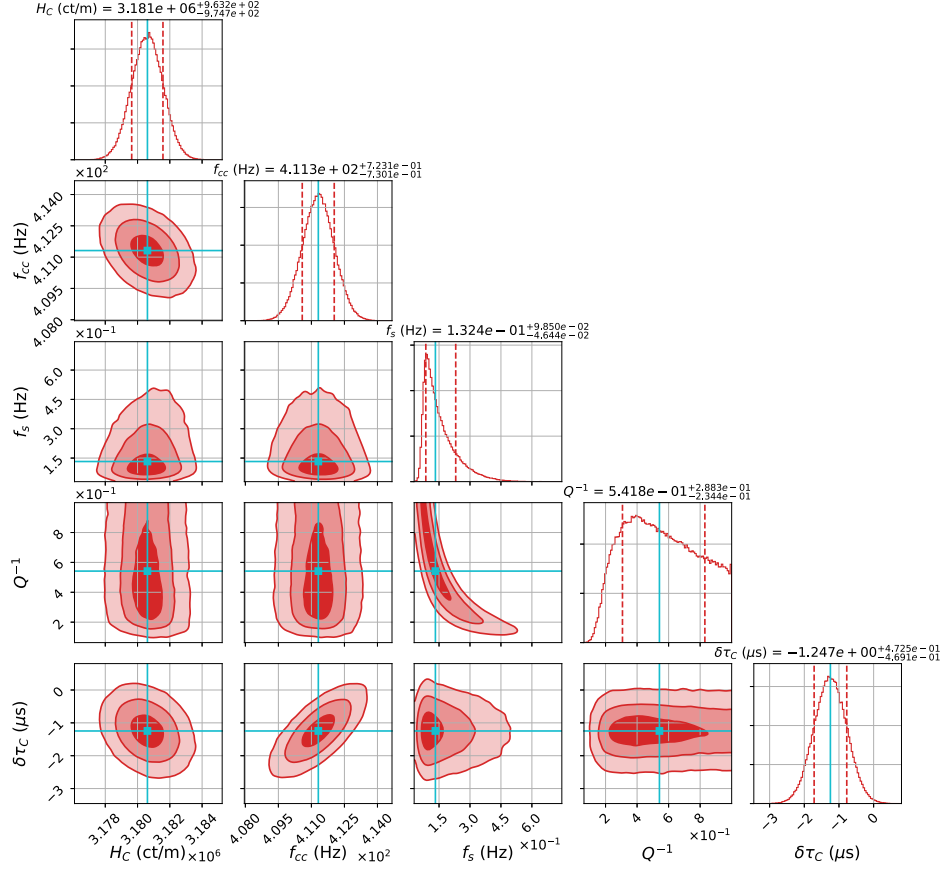 H_C (ct/m) = 3.181e + 06 +9.632e+02 −9.747e+02
×10²
f_cc (Hz) = 4.113e + 02 +7.231e−01 −7.301e−01
4.140
4.125
4.110
4.095
4.080
f_cc (Hz)
×10⁻¹
f_s (Hz) = 1.324e − 01 +9.850e−02 −4.644e−02
6.0
4.5
3.0
1.5
f_s (Hz)
×10⁻¹
Q⁻¹ = 5.418e − 01 +2.883e−01 −2.344e−01
8
6
4
2
Q⁻¹
δτ_C (μs) = −1.247e + 00 +4.725e−01 −4.691e−01
0
−1
−2
−3
δτ_C (μs)
3.178 3.180 3.182 3.184
4.080 4.095 4.110 4.125 4.140
1.5 3.0 4.5 6.0
2 4 6 8
−3 −2 −1 0
H_C (ct/m) ×10⁶
f_cc (Hz) ×10²
f_s (Hz) ×10⁻¹
Q⁻¹ ×10⁻¹
δτ_C (μs)